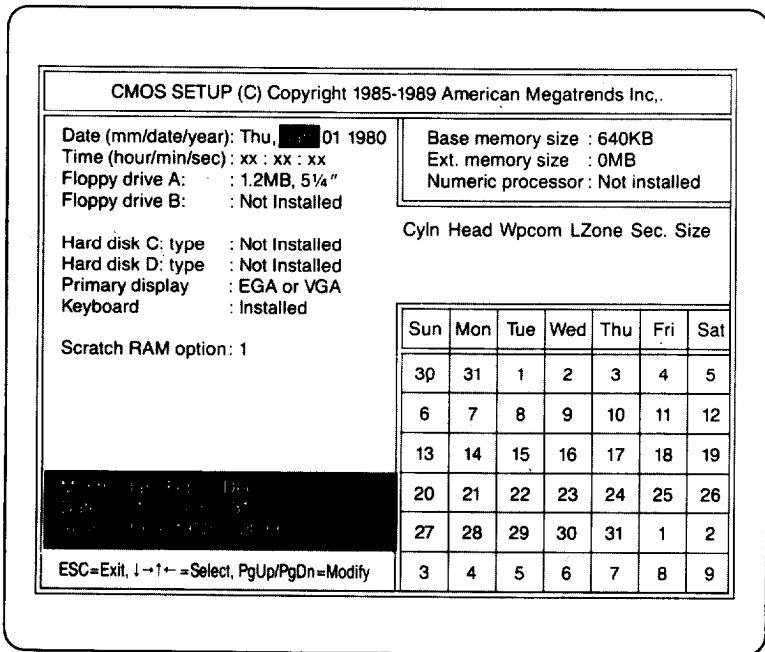 CMOS SETUP (C) Copyright 1985-1989 American Megatrends Inc,.
Date (mm/date/year): Thu, 01 1980
Time (hour/min/sec) : xx : xx : xx
Floppy drive A: : 1.2MB, 5¼"
Floppy drive B: : Not Installed
Hard disk C: type : Not Installed
Hard disk D: type : Not Installed
Primary display : EGA or VGA
Keyboard : Installed
Scratch RAM option: 1
ESC=Exit, ↓→↑← =Select, PgUp/PgDn=Modify
Base memory size : 640KB
Ext. memory size : 0MB
Numeric processor : Not installed
Cyln Head Wpcom LZone Sec. Size
Sun Mon Tue Wed Thu Fri Sat
30 31 1 2 3 4 5
6 7 8 9 10 11 12
13 14 15 16 17 18 19
20 21 22 23 24 25 26
27 28 29 30 31 1 2
3 4 5 6 7 8 9